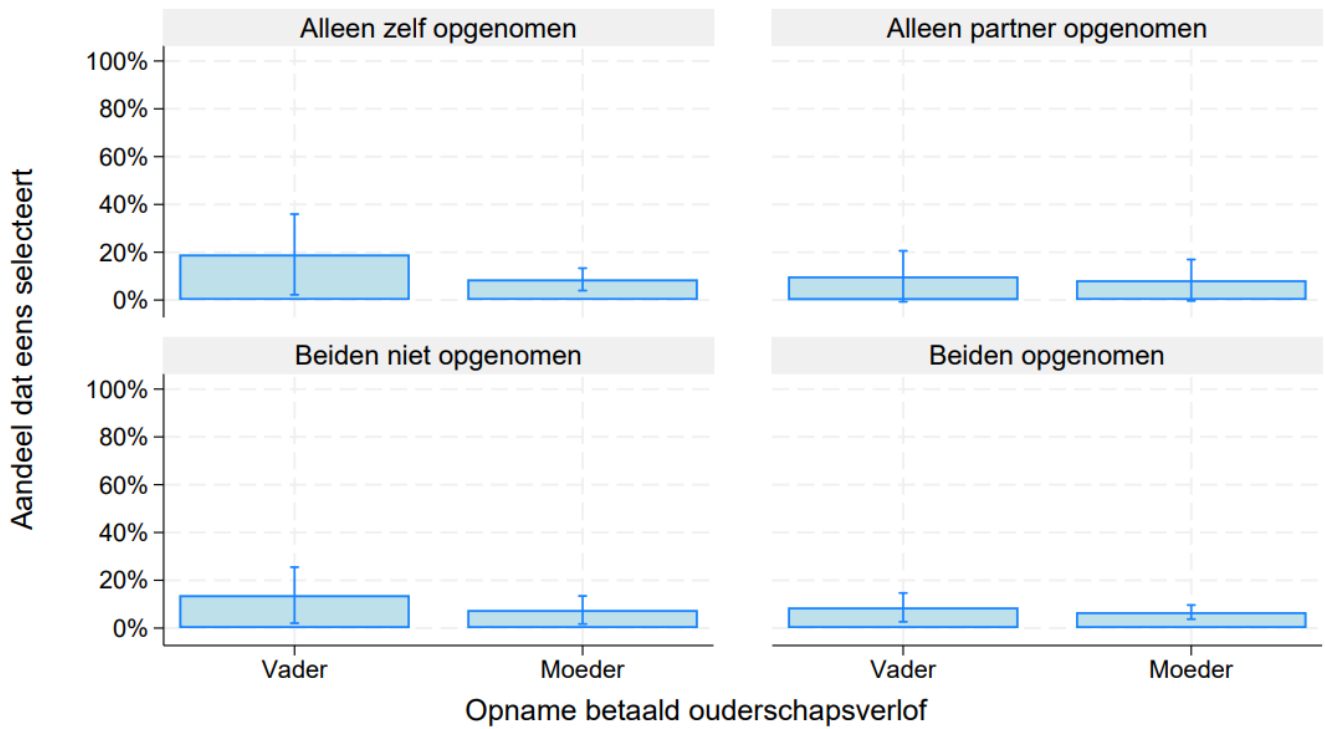 Alleen zelf opgenomen
Alleen partner opgenomen
100%
80%
60%
40%
20%
0%
Beiden niet opgenomen
Beiden opgenomen
100%
80%
60%
40%
20%
0%
Aandeel dat eens selecteert
Vader
Moeder
Vader
Moeder
Opname betaald ouderschapsverlof